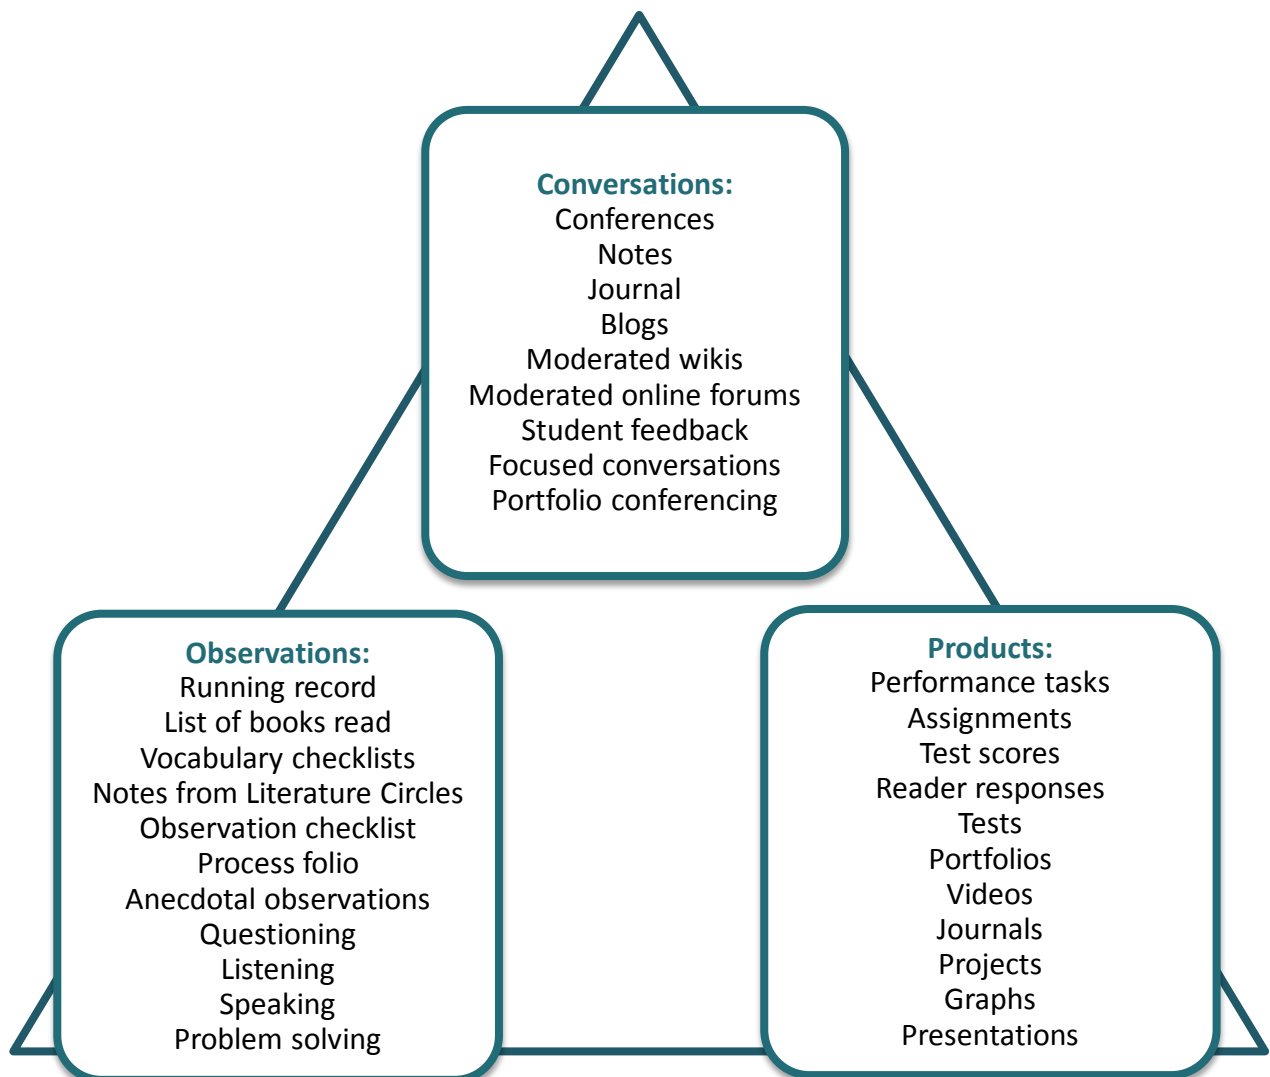 Conversations:
Conferences
Notes
Journal
Blogs
Moderated wikis
Moderated online forums
Student feedback
Focused conversations
Portfolio conferencing
Observations:
Running record
List of books read
Vocabulary checklists
Notes from Literature Circles
Observation checklist
Process folio
Anecdotal observations
Questioning
Listening
Speaking
Problem solving
Products:
Performance tasks
Assignments
Test scores
Reader responses
Tests
Portfolios
Videos
Journals
Projects
Graphs
Presentations